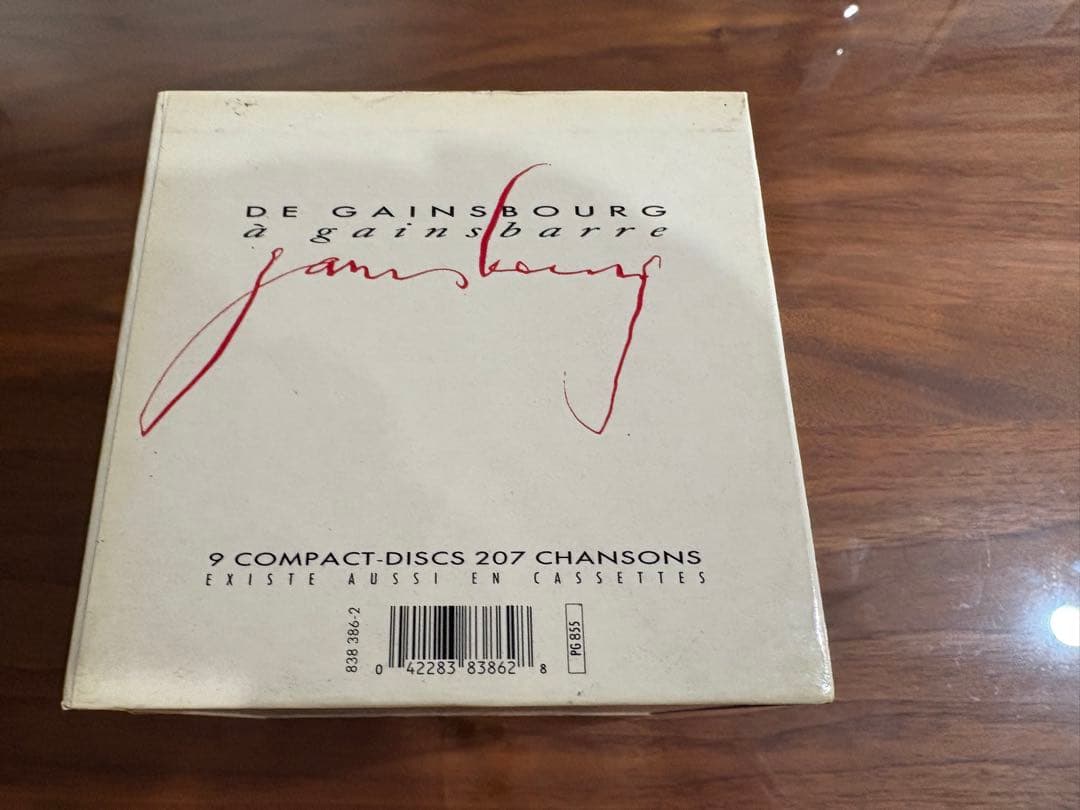 DE GAINSBOURG
à gainsbarre
gainsbourg
9 COMPACT-DISCS 207 CHANSONS
EXISTE AUSSI EN CASSETTES
838 386-2
0 42283 83862 8
PG 855